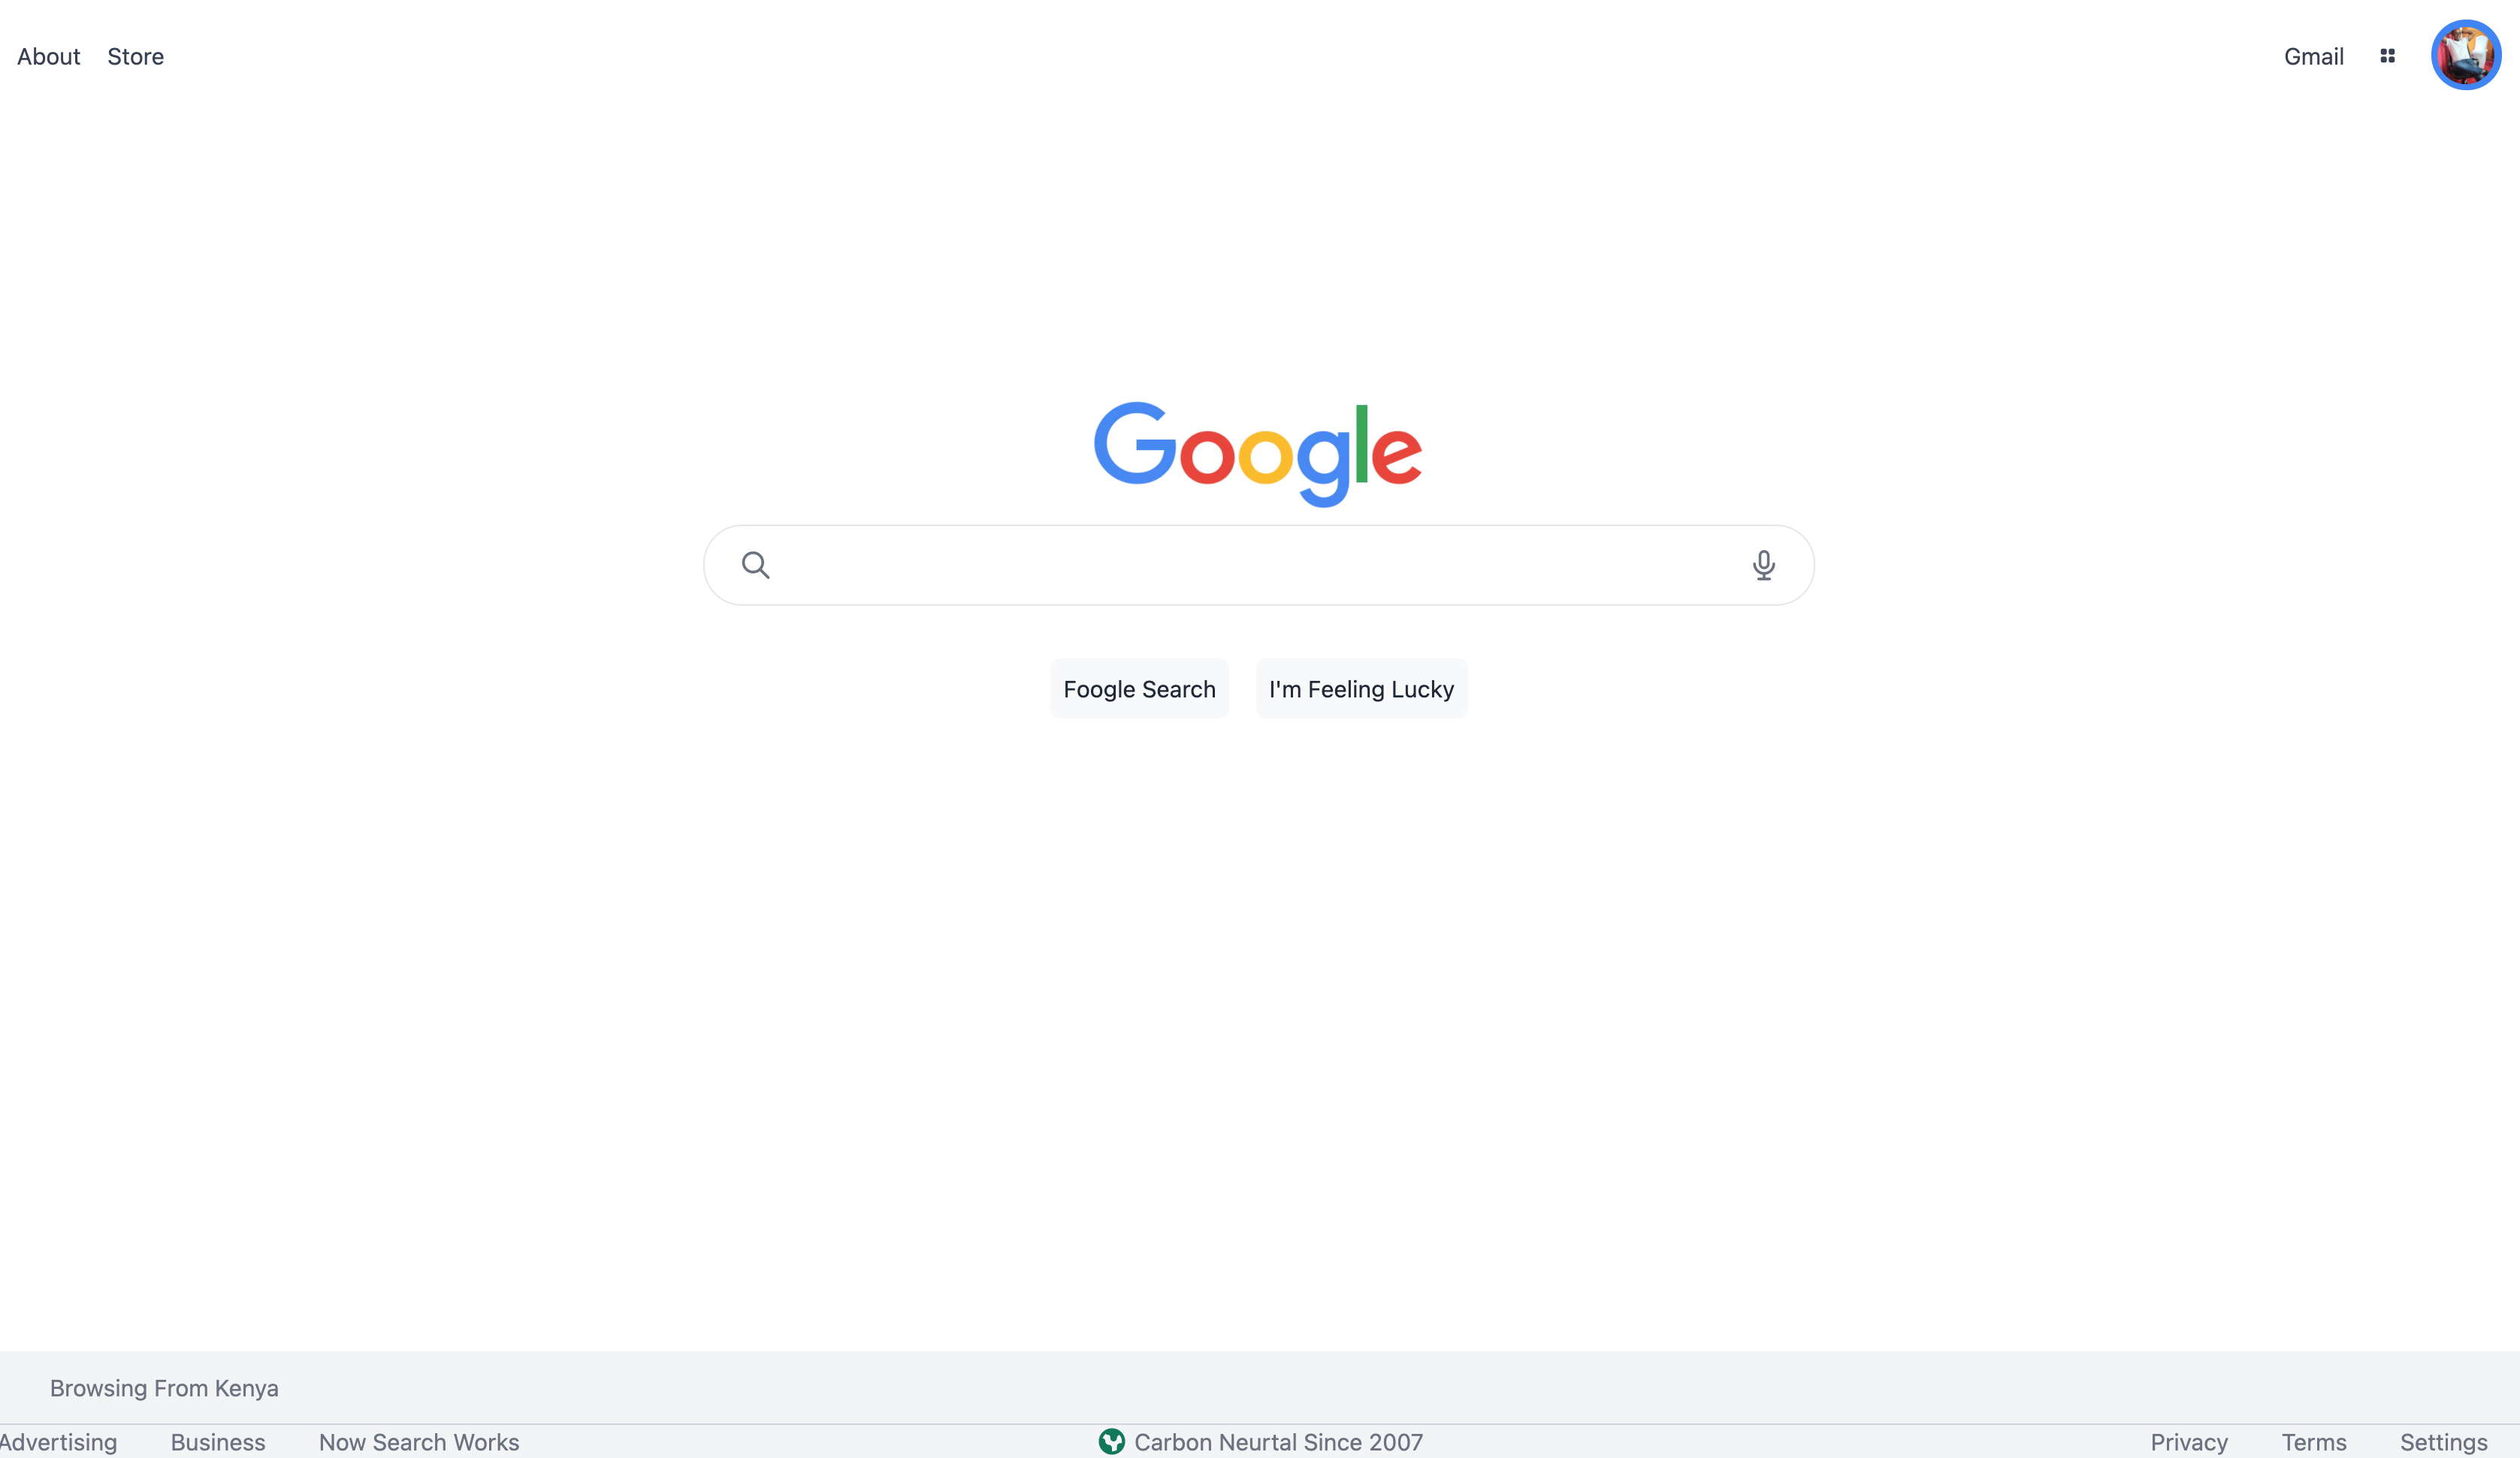 About Store Gmail
Google
Foogle Search I'm Feeling Lucky
Browsing From Kenya
Advertising Business Now Search Works Carbon Neurtal Since 2007 Privacy Terms Settings